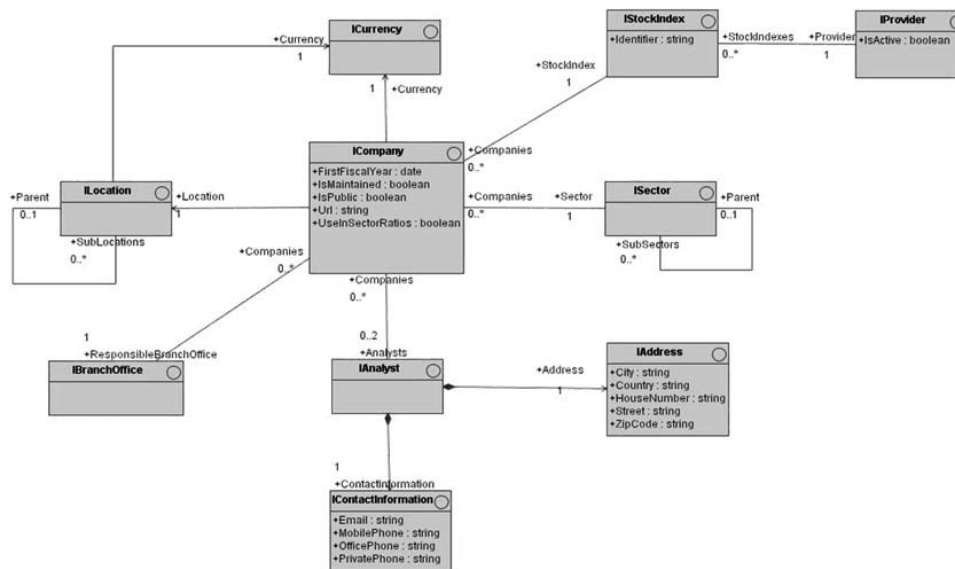 ICurrency
IStockIndex
+Identifier : string
IProvider
+IsActive : boolean
+Currency
1
+StockIndexes
0..*
+Provider
1
+StockIndex
1
1
+Currency
ICompany
+FirstFiscalYear : date
+IsMaintained : boolean
+IsPublic : boolean
+Url : string
+UseInSectorRatios : boolean
+Companies
0..*
+Companies
0..*
+Sector
1
ISector
+Parent
0..1
+SubSectors
0..*
+Parent
0..1
ILocation
+Location
1
+SubLocations
0..*
+Companies
0..*
+Companies
0..*
1
+ResponsibleBranchOffice
IBranchOffice
0..2
+Analysts
IAnalyst
+Address
1
IAddress
+City : string
+Country : string
+HouseNumber : string
+Street : string
+ZipCode : string
1
+ContactInformation
IContactInformation
+Email : string
+MobilePhone : string
+OfficePhone : string
+PrivatePhone : string